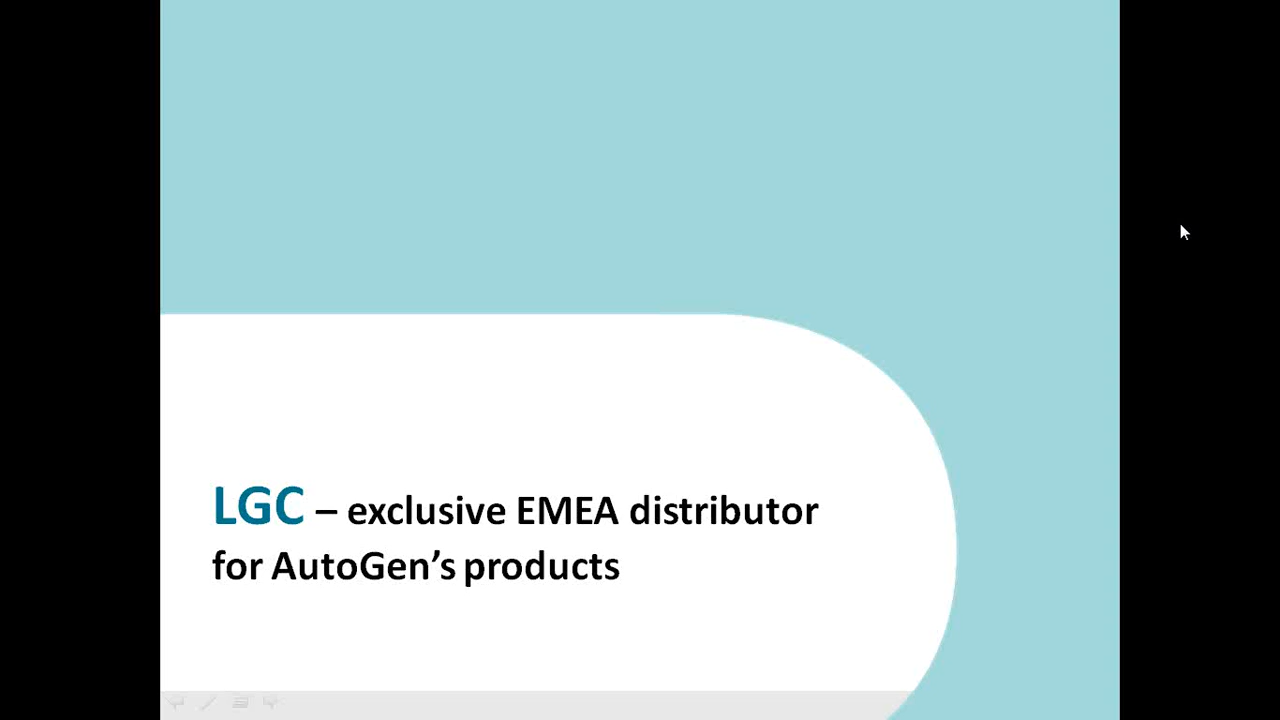 LGC – exclusive EMEA distributor
for AutoGen’s products